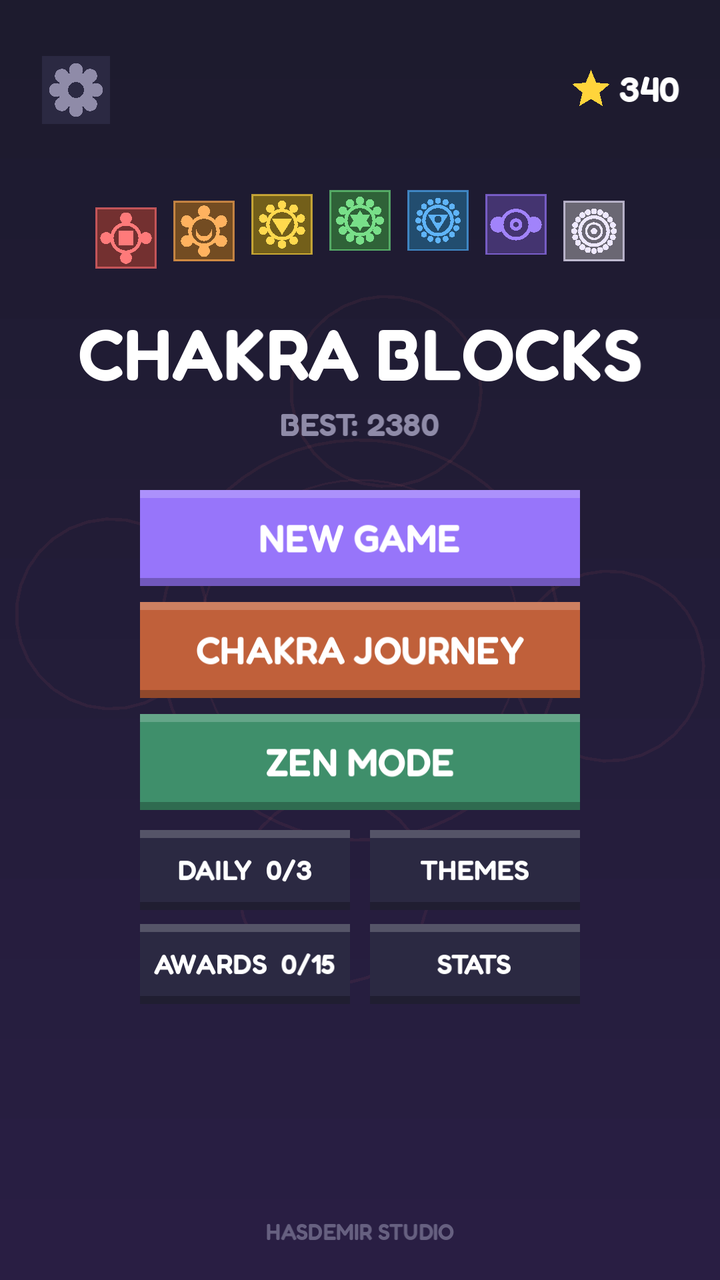 340
CHAKRA BLOCKS
BEST: 2380
NEW GAME
CHAKRA JOURNEY
ZEN MODE
DAILY 0/3
THEMES
AWARDS 0/15
STATS
HASDEMIR STUDIO